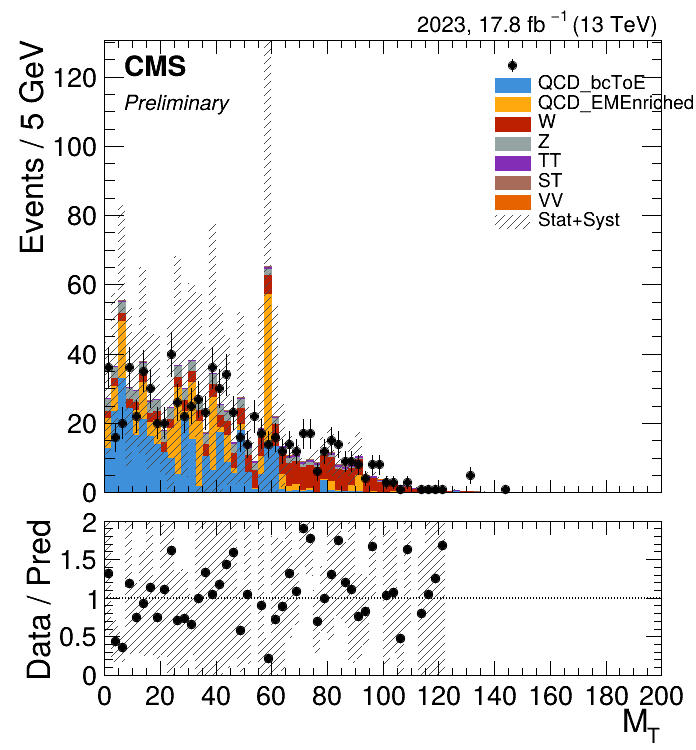 2023, 17.8 fb⁻¹ (13 TeV)
CMS
Preliminary
QCD_bcToE
QCD_EMEnriched
W
Z
TT
ST
VV
Stat+Syst
Events / 5 GeV
120
100
80
60
40
20
0
Data / Pred
2
1.5
1
0.5
0
0 20 40 60 80 100 120 140 160 180 200
M_T